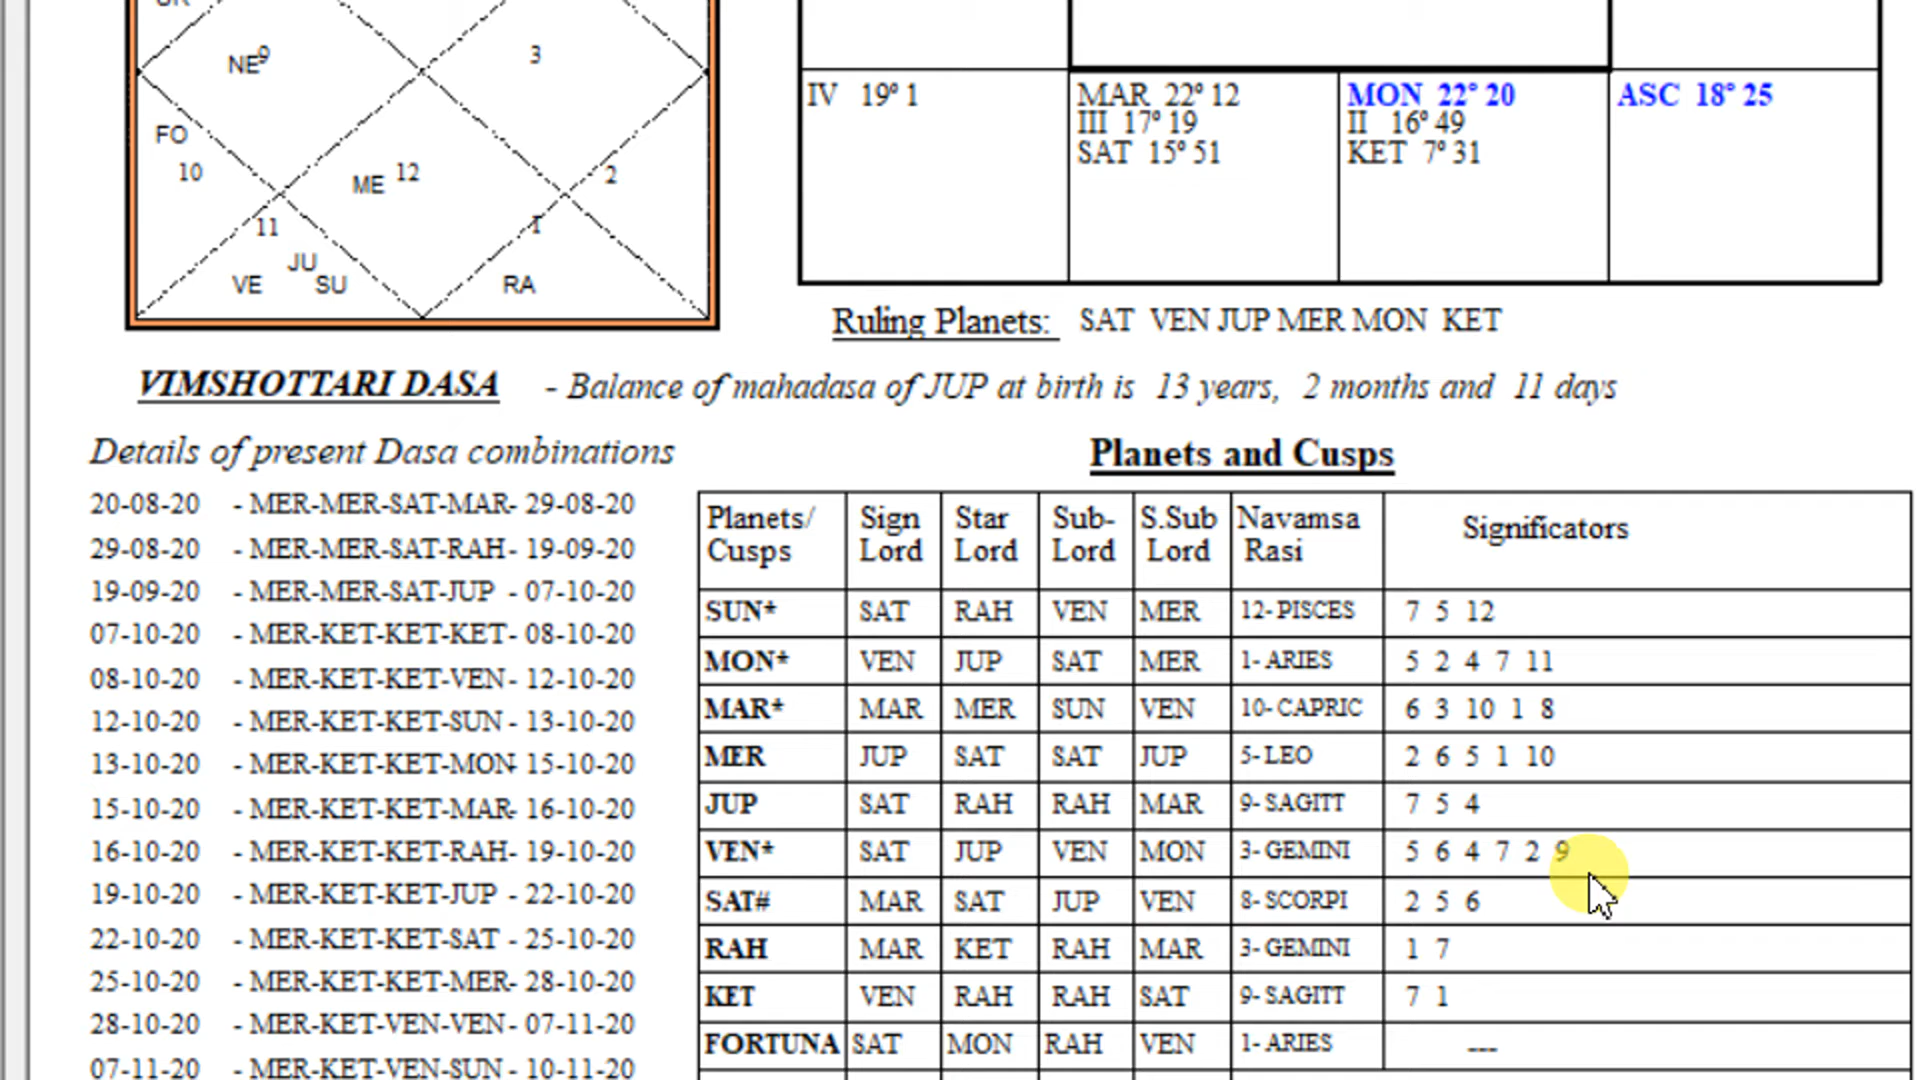 NE 9
3
FO
10
ME 12
2
11
1
JU
VE SU
RA
IV 19° 1
MAR 22° 12
III 17° 19
SAT 15° 51
MON 22° 20
II 16° 49
KET 7° 31
ASC 18° 25
Ruling Planets: SAT VEN JUP MER MON KET
VIMSHOTTARI DASA - Balance of mahadasa of JUP at birth is 13 years, 2 months and 11 days
Details of present Dasa combinations
20-08-20 - MER-MER-SAT-MAR- 29-08-20
29-08-20 - MER-MER-SAT-RAH- 19-09-20
19-09-20 - MER-MER-SAT-JUP - 07-10-20
07-10-20 - MER-KET-KET-KET- 08-10-20
08-10-20 - MER-KET-KET-VEN- 12-10-20
12-10-20 - MER-KET-KET-SUN - 13-10-20
13-10-20 - MER-KET-KET-MON- 15-10-20
15-10-20 - MER-KET-KET-MAR- 16-10-20
16-10-20 - MER-KET-KET-RAH- 19-10-20
19-10-20 - MER-KET-KET-JUP - 22-10-20
22-10-20 - MER-KET-KET-SAT - 25-10-20
25-10-20 - MER-KET-KET-MER- 28-10-20
28-10-20 - MER-KET-VEN-VEN- 07-11-20
07-11-20 - MER-KET-VEN-SUN - 10-11-20
Planets and Cusps
Planets/ Cusps Sign Lord Star Lord Sub- Lord S.Sub Lord Navamsa Rasi Significators
SUN* SAT RAH VEN MER 12- PISCES 7 5 12
MON* VEN JUP SAT MER 1- ARIES 5 2 4 7 11
MAR* MAR MER SUN VEN 10- CAPRIC 6 3 10 1 8
MER JUP SAT SAT JUP 5- LEO 2 6 5 1 10
JUP SAT RAH RAH MAR 9- SAGITT 7 5 4
VEN* SAT JUP VEN MON 3- GEMINI 5 6 4 7 2 9
SAT# MAR SAT JUP VEN 8- SCORPI 2 5 6
RAH MAR KET RAH MAR 3- GEMINI 1 7
KET VEN RAH RAH SAT 9- SAGITT 7 1
FORTUNA SAT MON RAH VEN 1- ARIES ---